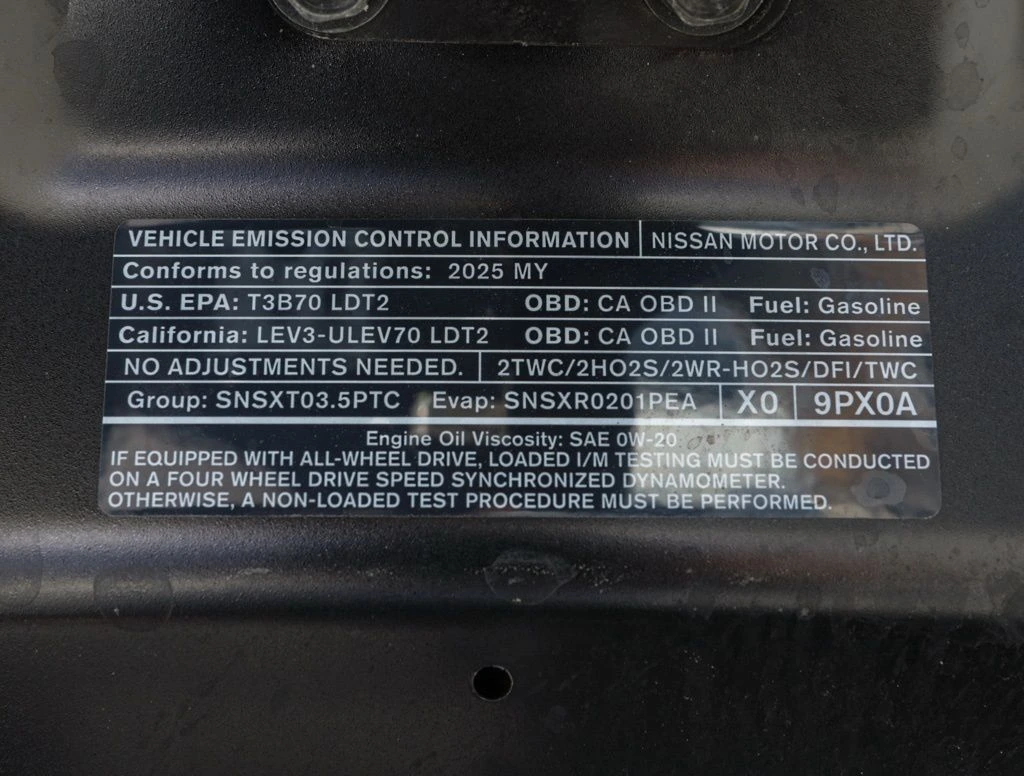 VEHICLE EMISSION CONTROL INFORMATION NISSAN MOTOR CO., LTD.
Conforms to regulations: 2025 MY
U.S. EPA: T3B70 LDT2 OBD: CA OBD II Fuel: Gasoline
California: LEV3-ULEV70 LDT2 OBD: CA OBD II Fuel: Gasoline
NO ADJUSTMENTS NEEDED. 2TWC/2HO2S/2WR-HO2S/DFI/TWC
Group: SNSXT03.5PTC Evap: SNSXR0201PEA X0 9PX0A
Engine Oil Viscosity: SAE 0W-20
IF EQUIPPED WITH ALL-WHEEL DRIVE, LOADED I/M TESTING MUST BE CONDUCTED
ON A FOUR WHEEL DRIVE SPEED SYNCHRONIZED DYNAMOMETER.
OTHERWISE, A NON-LOADED TEST PROCEDURE MUST BE PERFORMED.